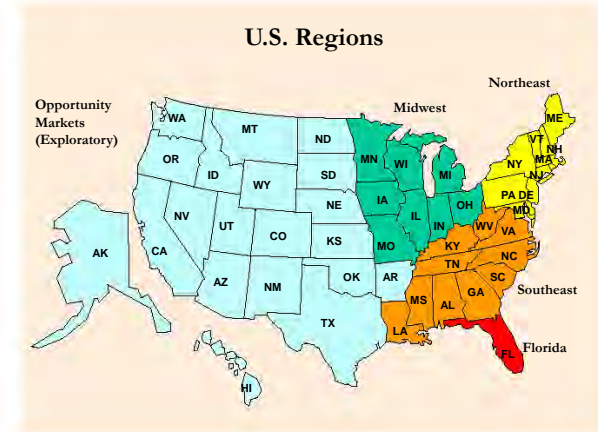 U.S. Regions
Northeast
Opportunity
Markets
(Exploratory)
Midwest
WA
MT
ND
MN
WI
MI
ME
VT
NH
MA
NY
OR
ID
SD
WY
NJ
PA DE
NE
IA
OH
MD
NV
UT
IL
IN
WV
VA
CO
KS
MO
KY
AK
CA
NC
TN
OK
AR
SC
AZ
NM
Southeast
MS
AL
GA
TX
LA
FL
Florida
HI